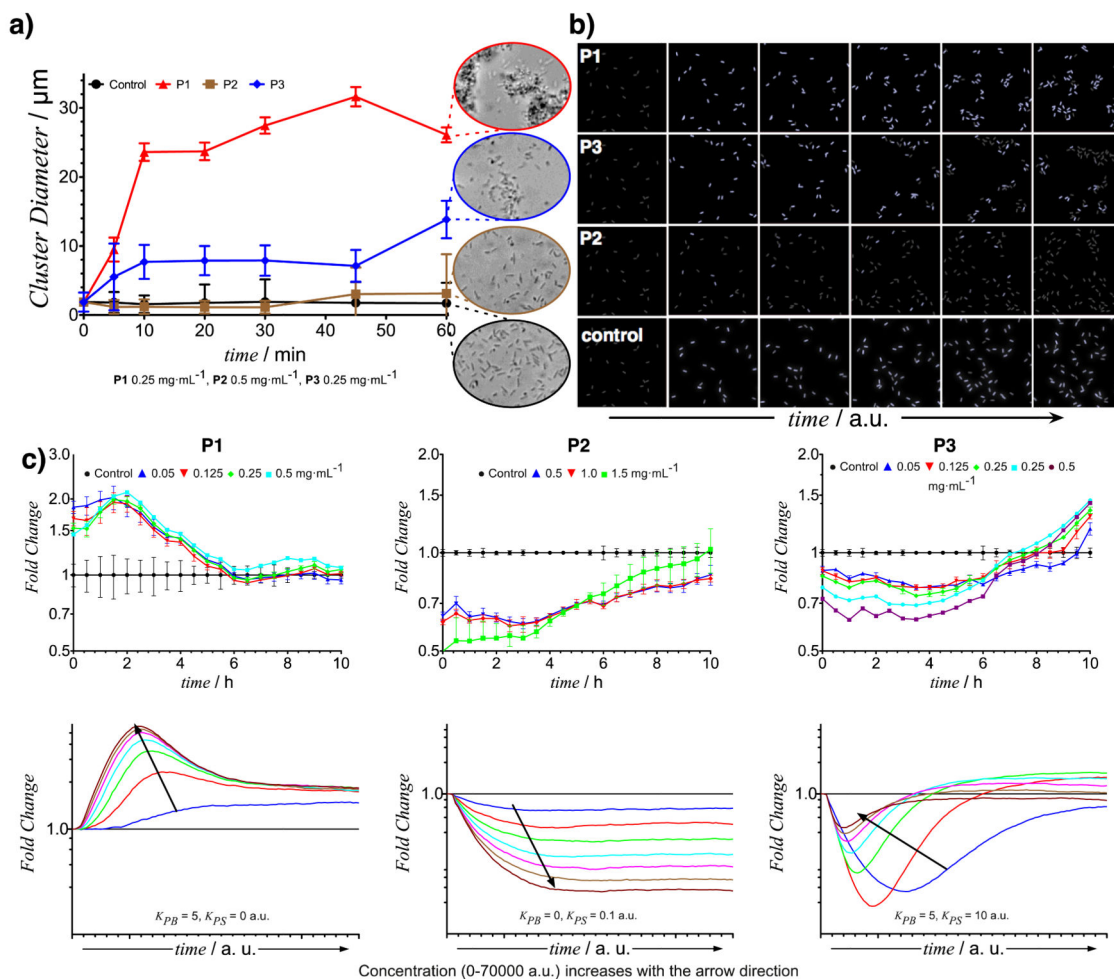 a)
Control P1 P2 P3
Cluster Diameter / μm
30
20
10
0
0 10 20 30 40 50 60
time / min
P1 0.25 mg·mL⁻¹, P2 0.5 mg·mL⁻¹, P3 0.25 mg·mL⁻¹
b)
P1
P3
P2
control
time / a.u.
c)
P1
Control 0.05 0.125 0.25 0.5 mg·mL⁻¹
Fold Change
3.0
2.0
1.5
1
0.7
0.5
0 2 4 6 8 10
time / h
P2
Control 0.5 1.0 1.5 mg·mL⁻¹
Fold Change
2.0
1.5
1.0
0.7
0.5
0 2 4 6 8 10
time / h
P3
Control 0.05 0.125 0.25 0.25 0.5
mg·mL⁻¹
Fold Change
2.0
1.5
1
0.7
0.5
0 2 4 6 8 10
time / h
Fold Change
1.0
K_PB = 5, K_PS = 0 a.u.
time / a. u.
Fold Change
1.0
K_PB = 0, K_PS = 0.1 a.u.
time / a. u.
Fold Change
1.0
K_PB = 5, K_PS = 10 a.u.
time / a. u.
Concentration (0-70000 a.u.) increases with the arrow direction